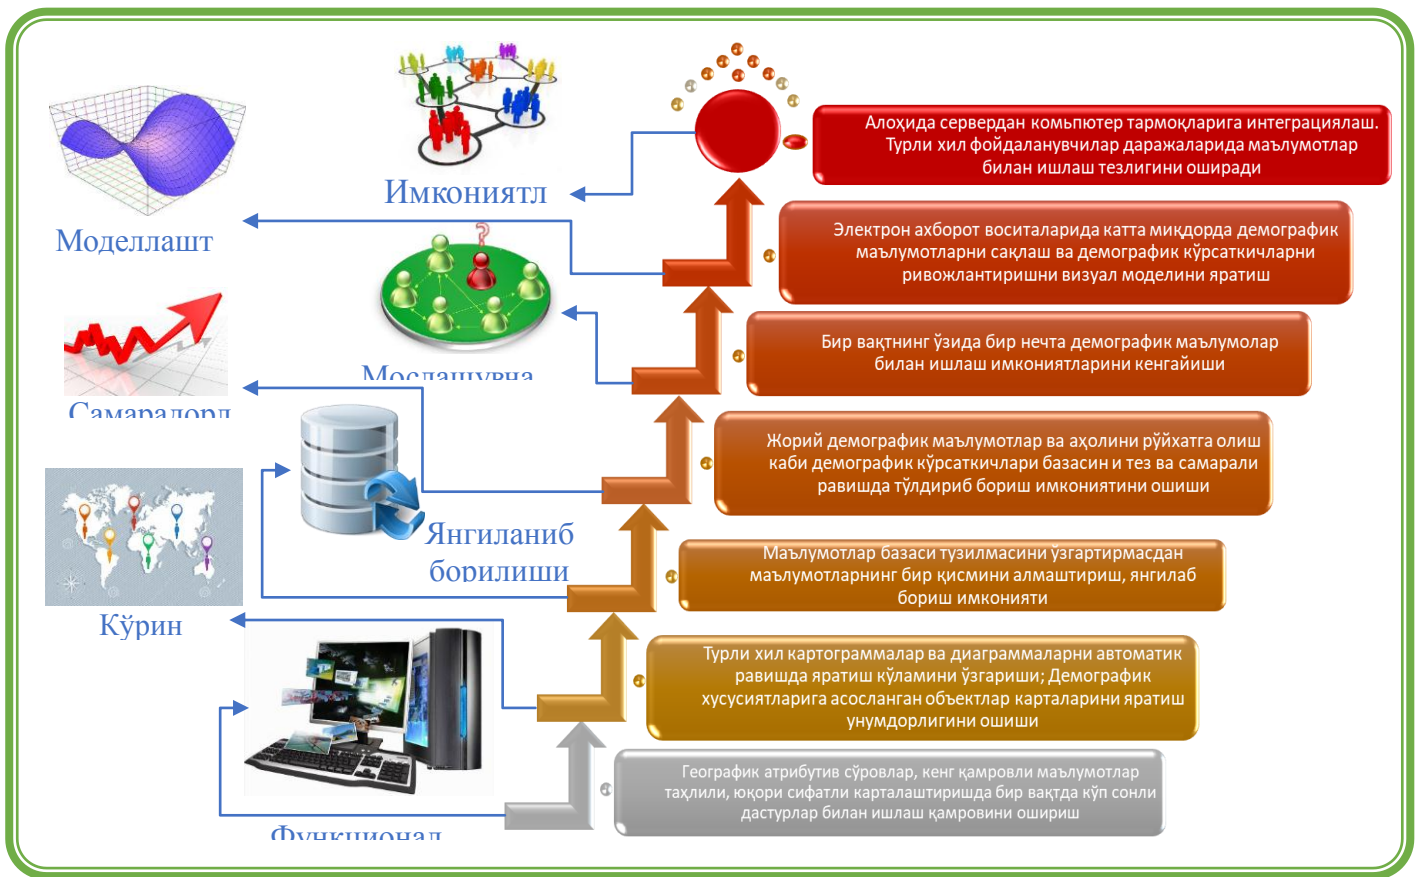 Имкониятл
Алоҳида сервердан компьютер тармоқларига интеграциялаш.
Турли хил фойдаланувчилар даражаларида маълумотлар
билан ишлаш тезлигини оширади
Моделлашт
Электрон ахборот воситаларида катта миқдорда демографик
маълумотларни сақлаш ва демографик кўрсаткичларни
ривожлантиришни визуал моделини яратиш
Мослашувча
Бир вақтнинг ўзида бир нечта демографик маълумолар
билан ишлаш имкониятларини кенгайиши
Самарадорл
Жорий демографик маълумотлар ва аҳолини рўйхатга олиш
каби демографик кўрсаткичлари базасин и тез ва самарали
равишда тўлдириб бориш имкониятини ошиши
Янгиланиб
борилиши
Маълумотлар базаси тузилмасини ўзгартирмасдан
маълумотларнинг бир қисмини алмаштириш, янгилаб
бориш имконияти
Кўрин
Турли хил картограммалар ва диаграммаларни автоматик
равишда яратиш кўламини ўзгариши; Демографик
хусусиятларига асосланган объектлар карталарини яратиш
унумдорлигини ошиши
Функционал
Географик атрибутив сўровлар, кенг қамровли маълумотлар
таҳлили, юқори сифатли карталаштиришда бир вақтда кўп сонли
дастурлар билан ишлаш қамровини ошириш